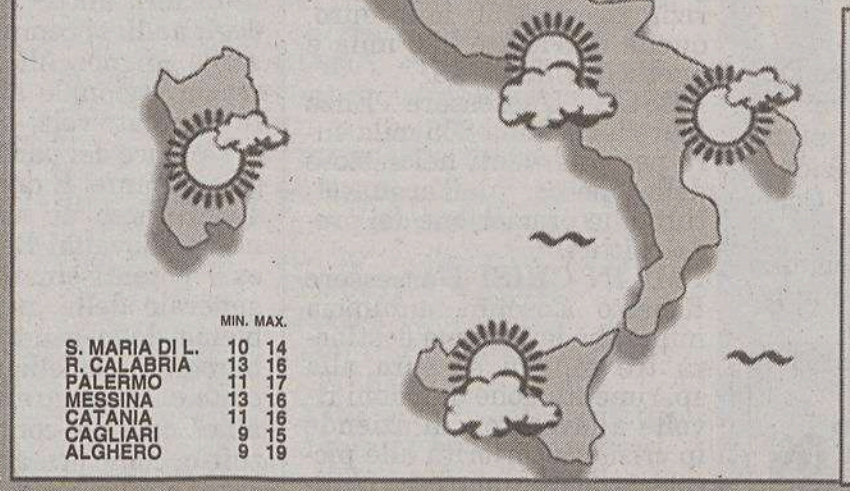 MIN. MAX.
S. MARIA DI L. 10 14
R. CALABRIA 13 16
PALERMO 11 17
MESSINA 13 16
CATANIA 11 16
CAGLIARI 9 15
ALGHERO 9 19